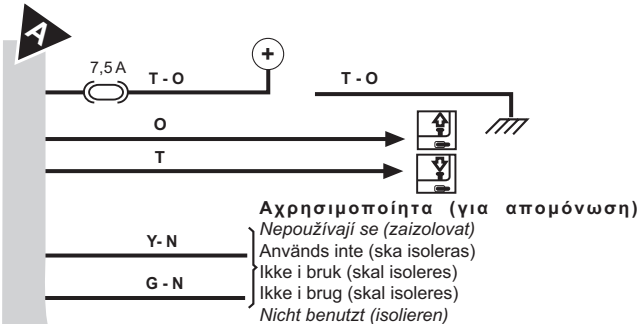 A
7,5 A
T - O
+
T - O
O
T
Αχρησιμοποίητα (για απομόνωση)
Nepoužívají se (zaizolovat)
Y- N
Används inte (ska isoleras)
Ikke i bruk (skal isoleres)
G - N
Ikke i brug (skal isoleres)
Nicht benutzt (isolieren)